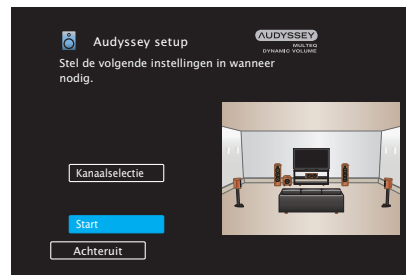 Audyssey setup
AUDYSSEY
MULTEQ
DYNAMIC VOLUME
Stel de volgende instellingen in wanneer
nodig.
Kanaalselectie
Start
Achteruit